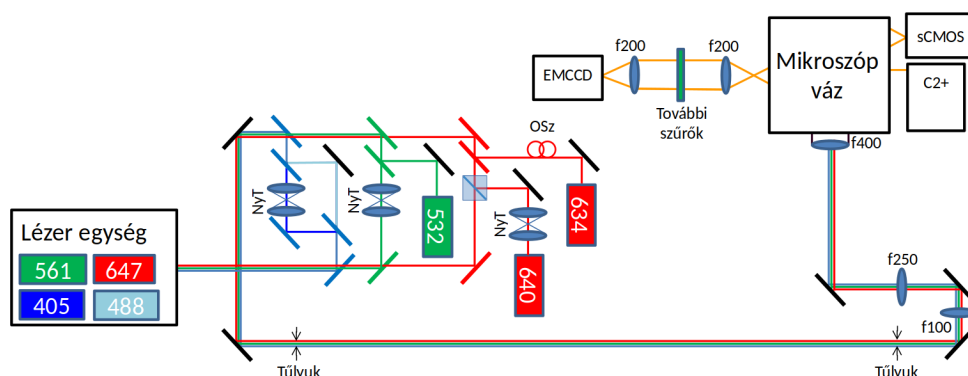 f200
f200
EMCCD
További
szűrők
Mikroszóp
váz
sCMOS
C2+
f400
OSz
NyT
NyT
NyT
532
634
640
Lézer egység
561
647
405
488
f250
f100
Tűlyuk
Tűlyuk